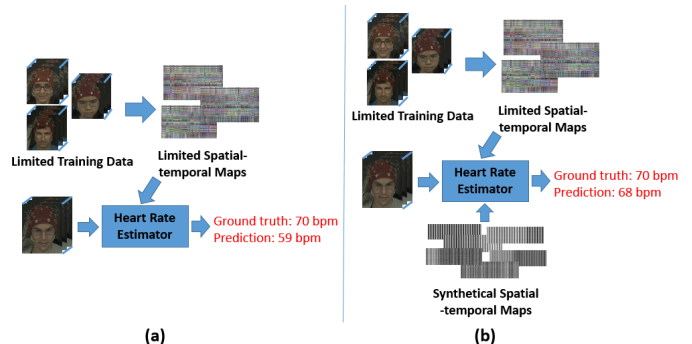 Limited Training Data
Limited Spatial-
temporal Maps
Heart Rate
Estimator
Ground truth: 70 bpm
Prediction: 59 bpm
(a)
Limited Training Data
Limited Spatial-
temporal Maps
Heart Rate
Estimator
Ground truth: 70 bpm
Prediction: 68 bpm
Synthetical Spatial
-temporal Maps
(b)